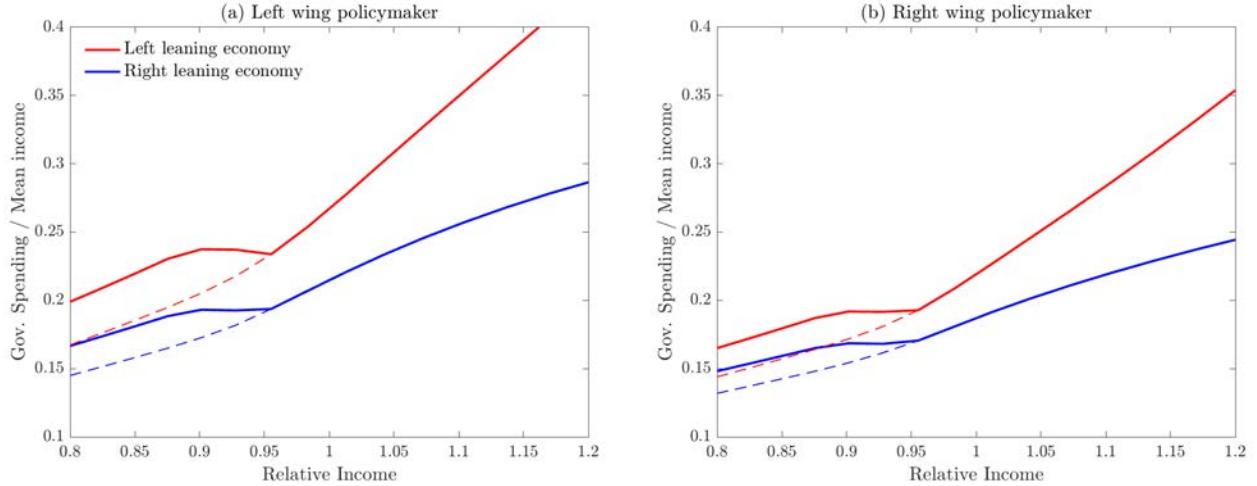 (a) Left wing policymaker
Gov. Spending / Mean income
0.4
0.35
0.3
0.25
0.2
0.15
0.1
Left leaning economy
Right leaning economy
0.8 0.85 0.9 0.95 1 1.05 1.1 1.15 1.2
Relative Income
(b) Right wing policymaker
Gov. Spending / Mean income
0.4
0.35
0.3
0.25
0.2
0.15
0.1
0.8 0.85 0.9 0.95 1 1.05 1.1 1.15 1.2
Relative Income